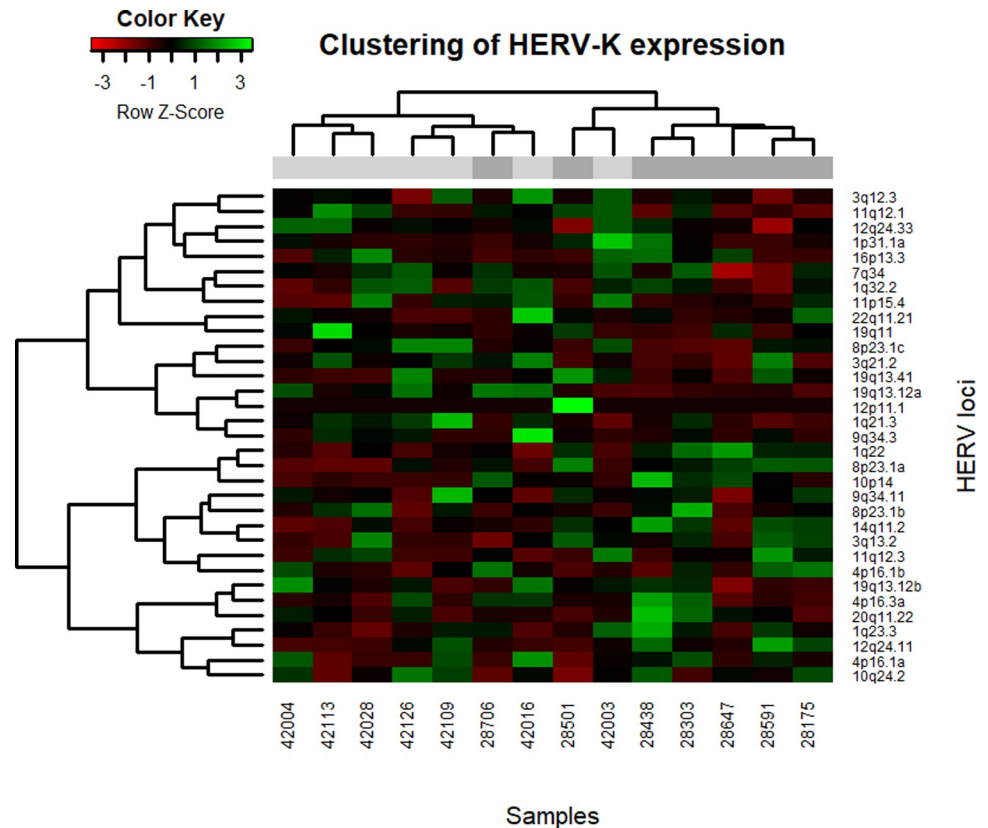 Color Key
-3 -1 1 3
Row Z-Score
Clustering of HERV-K expression
3q12.3
11q12.1
12q24.33
1p31.1a
16p13.3
7q34
1q32.2
11p15.4
22q11.21
19q11
8p23.1c
3q21.2
19q13.41
19q13.12a
12p11.1
1q21.3
9q34.3
1q22
8p23.1a
10p14
9q34.11
8p23.1b
14q11.2
3q13.2
11q12.3
4p16.1b
19q13.12b
4p16.3a
20q11.22
1q23.3
12q24.11
4p16.1a
10q24.2
HERV loci
42004 42113 42028 42126 42109 28706 42016 28501 42003 28438 28303 28647 28591 28175
Samples